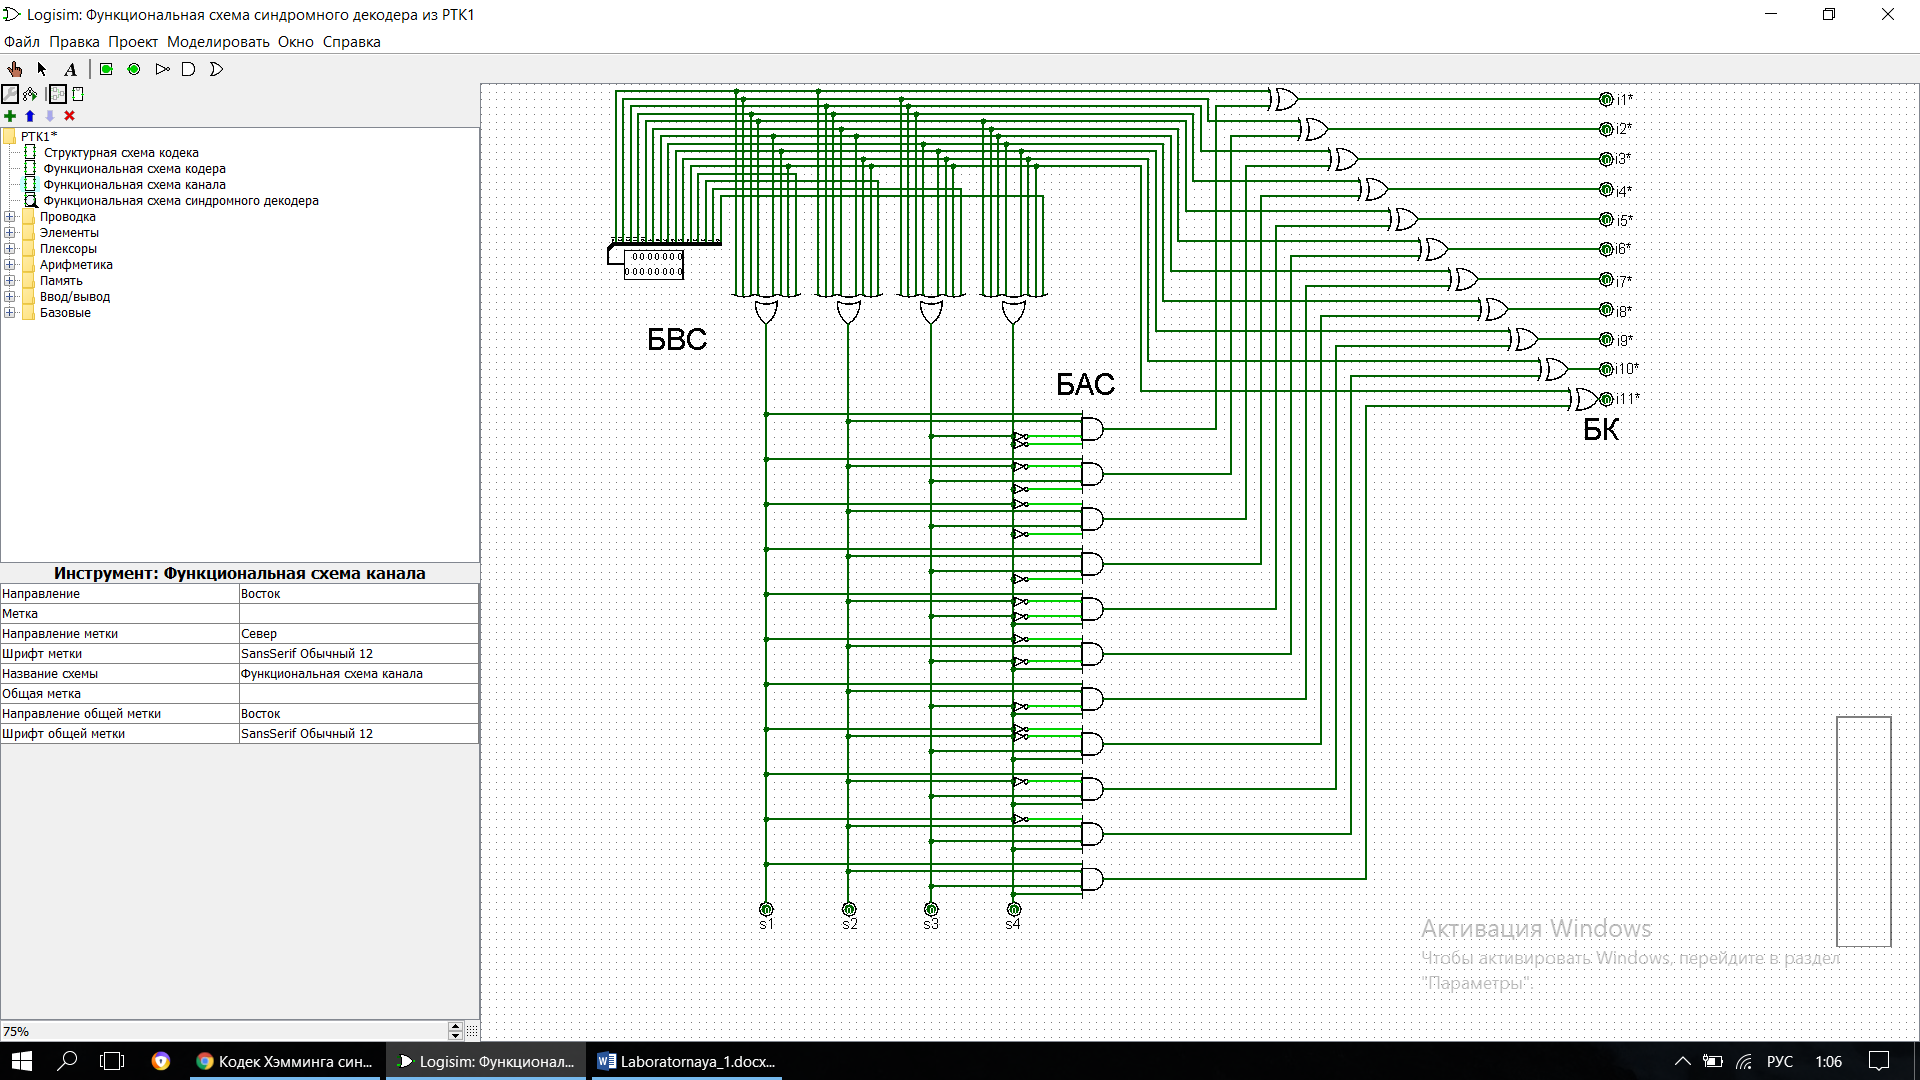 Logisim: Функциональная схема синдромного декодера из РТК1
Файл Правка Проект Моделировать Окно Справка
A
РТК1*
Структурная схема кодека
Функциональная схема кодера
Функциональная схема канала
Функциональная схема синдромного декодера
Проводка
Элементы
Плексоры
Арифметика
Память
Ввод/вывод
Базовые
Инструмент: Функциональная схема канала
Направление Восток
Метка
Направление метки Север
Шрифт метки SansSerif Обычный 12
Название схемы Функциональная схема канала
Общая метка
Направление общей метки Восток
Шрифт общей метки SansSerif Обычный 12
75%
i1*
i2*
i3*
i4*
i5*
i6*
i7*
i8*
i9*
i10*
i11*
0000000
00000000
БВС
БАС
БК
s1 s2 s3 s4
Активация Windows
Чтобы активировать Windows, перейдите в раздел
"Параметры".
Кодек Хэмминга син...
Logisim: Функционал...
Laboratornaya_1.docx...
РУС
1:06